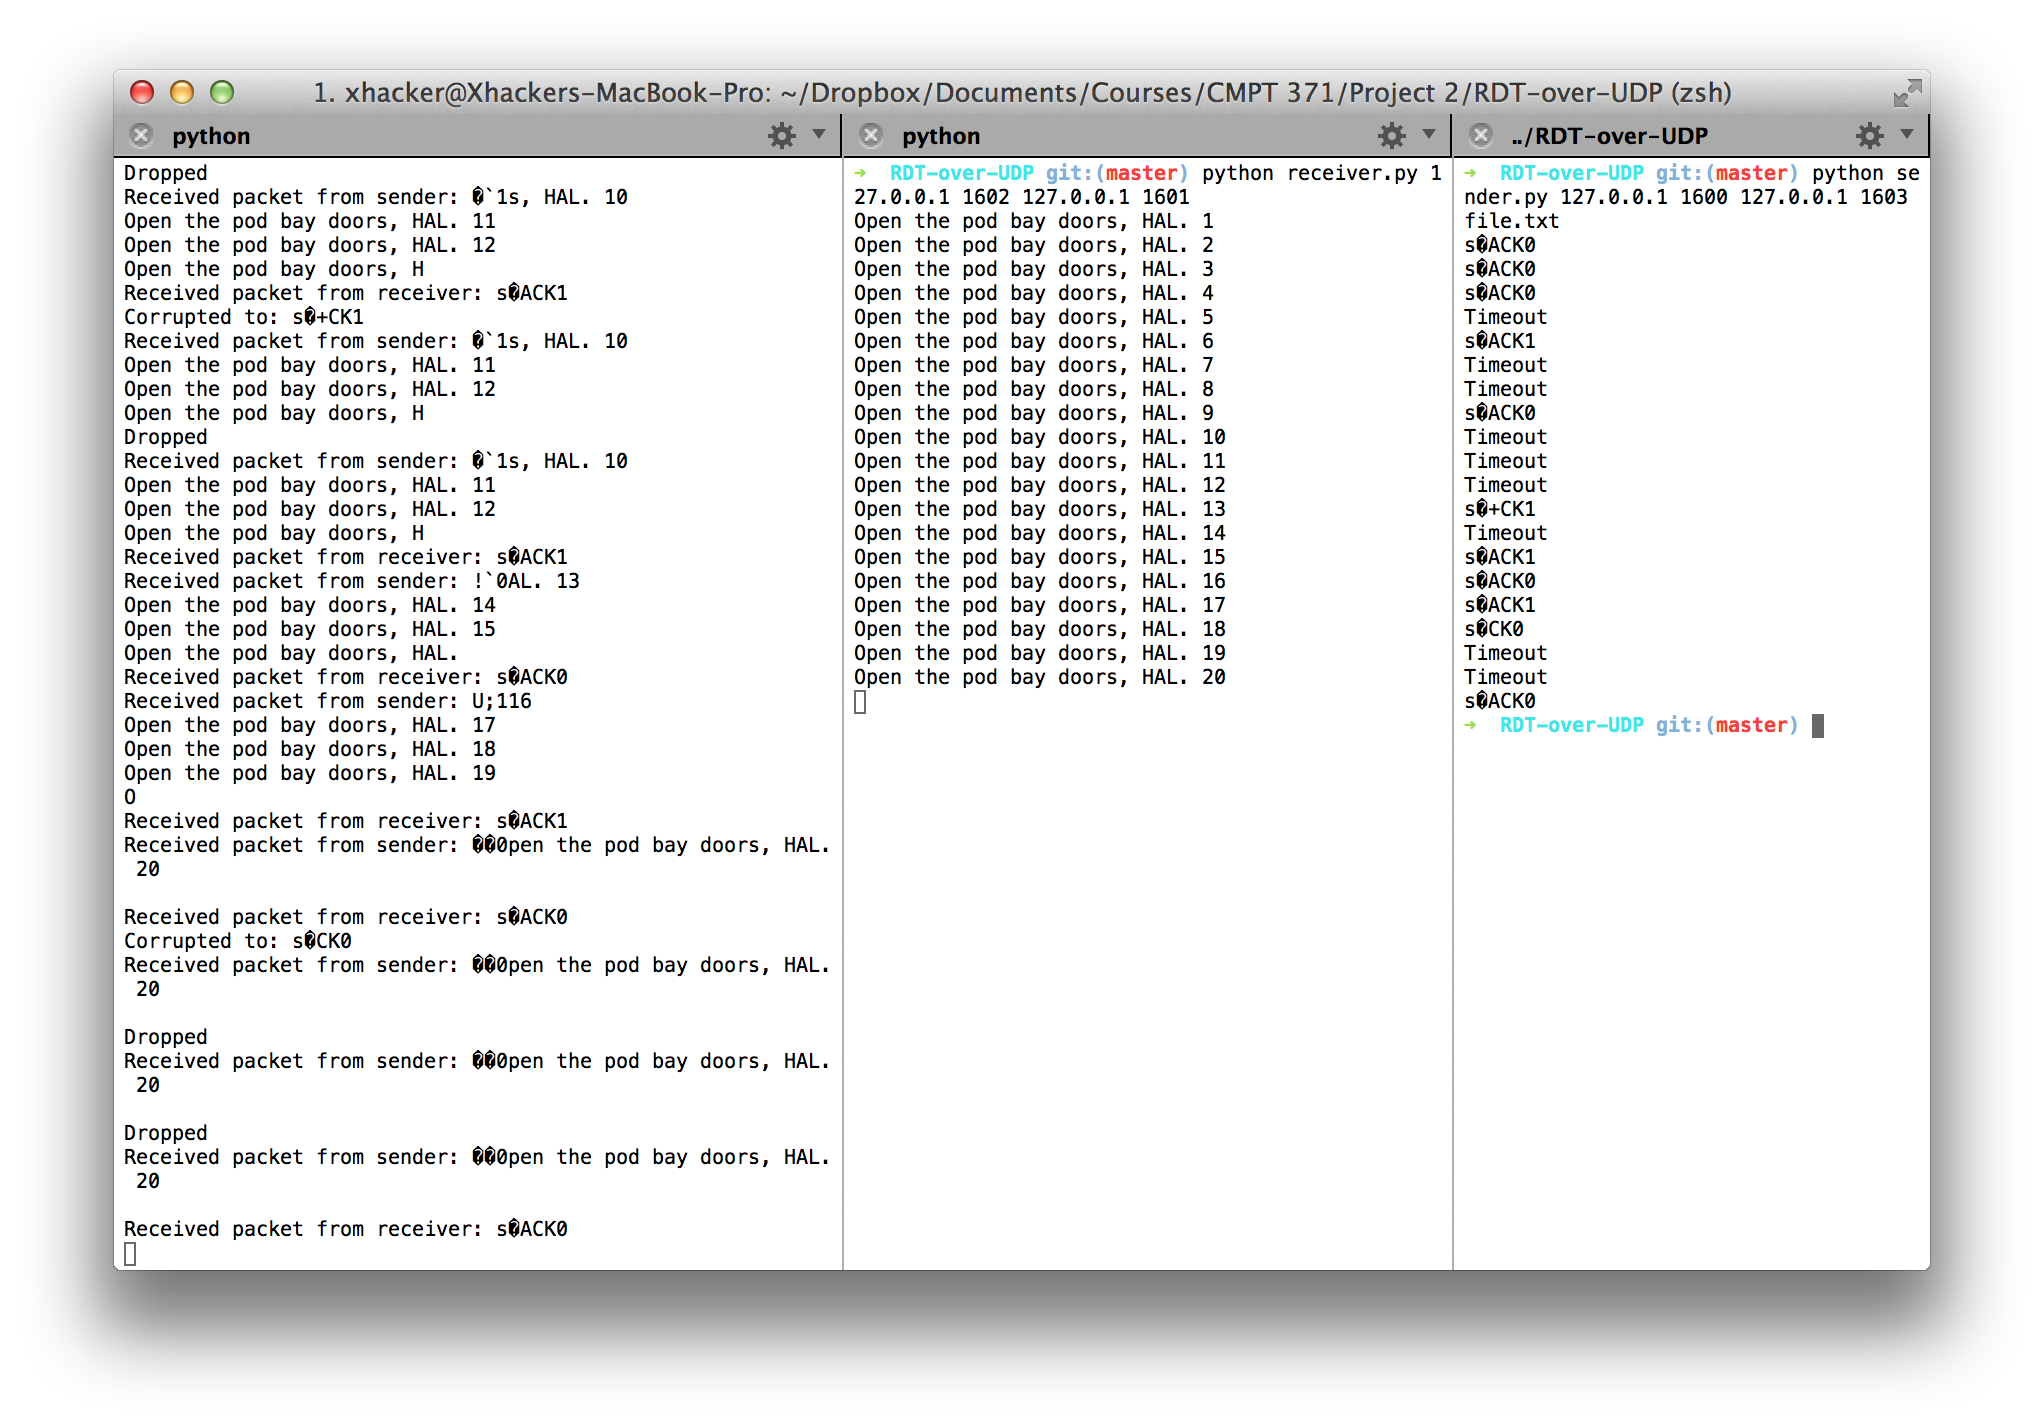 1. xhacker@Xhackers-MacBook-Pro: ~/Dropbox/Documents/Courses/CMPT 371/Project 2/RDT-over-UDP (zsh)
python
Dropped
Received packet from sender: �`1s, HAL. 10
Open the pod bay doors, HAL. 11
Open the pod bay doors, HAL. 12
Open the pod bay doors, H
Received packet from receiver: s�ACK1
Corrupted to: s�+CK1
Received packet from sender: �`1s, HAL. 10
Open the pod bay doors, HAL. 11
Open the pod bay doors, HAL. 12
Open the pod bay doors, H
Dropped
Received packet from sender: �`1s, HAL. 10
Open the pod bay doors, HAL. 11
Open the pod bay doors, HAL. 12
Open the pod bay doors, H
Received packet from receiver: s�ACK1
Received packet from sender: !`0AL. 13
Open the pod bay doors, HAL. 14
Open the pod bay doors, HAL. 15
Open the pod bay doors, HAL.
Received packet from receiver: s�ACK0
Received packet from sender: U;116
Open the pod bay doors, HAL. 17
Open the pod bay doors, HAL. 18
Open the pod bay doors, HAL. 19
O
Received packet from receiver: s�ACK1
Received packet from sender: ��0pen the pod bay doors, HAL.
20
Received packet from receiver: s�ACK0
Corrupted to: s�CK0
Received packet from sender: ��0pen the pod bay doors, HAL.
20
Dropped
Received packet from sender: ��0pen the pod bay doors, HAL.
20
Dropped
Received packet from sender: ��0pen the pod bay doors, HAL.
20
Received packet from receiver: s�ACK0
python
→ RDT-over-UDP git:(master) python receiver.py 1
27.0.0.1 1602 127.0.0.1 1601
Open the pod bay doors, HAL. 1
Open the pod bay doors, HAL. 2
Open the pod bay doors, HAL. 3
Open the pod bay doors, HAL. 4
Open the pod bay doors, HAL. 5
Open the pod bay doors, HAL. 6
Open the pod bay doors, HAL. 7
Open the pod bay doors, HAL. 8
Open the pod bay doors, HAL. 9
Open the pod bay doors, HAL. 10
Open the pod bay doors, HAL. 11
Open the pod bay doors, HAL. 12
Open the pod bay doors, HAL. 13
Open the pod bay doors, HAL. 14
Open the pod bay doors, HAL. 15
Open the pod bay doors, HAL. 16
Open the pod bay doors, HAL. 17
Open the pod bay doors, HAL. 18
Open the pod bay doors, HAL. 19
Open the pod bay doors, HAL. 20
../RDT-over-UDP
→ RDT-over-UDP git:(master) python se
nder.py 127.0.0.1 1600 127.0.0.1 1603
file.txt
s�ACK0
s�ACK0
s�ACK0
Timeout
s�ACK1
Timeout
Timeout
s�ACK0
Timeout
Timeout
Timeout
s�+CK1
Timeout
s�ACK1
s�ACK0
s�ACK1
s�CK0
Timeout
Timeout
s�ACK0
→ RDT-over-UDP git:(master)